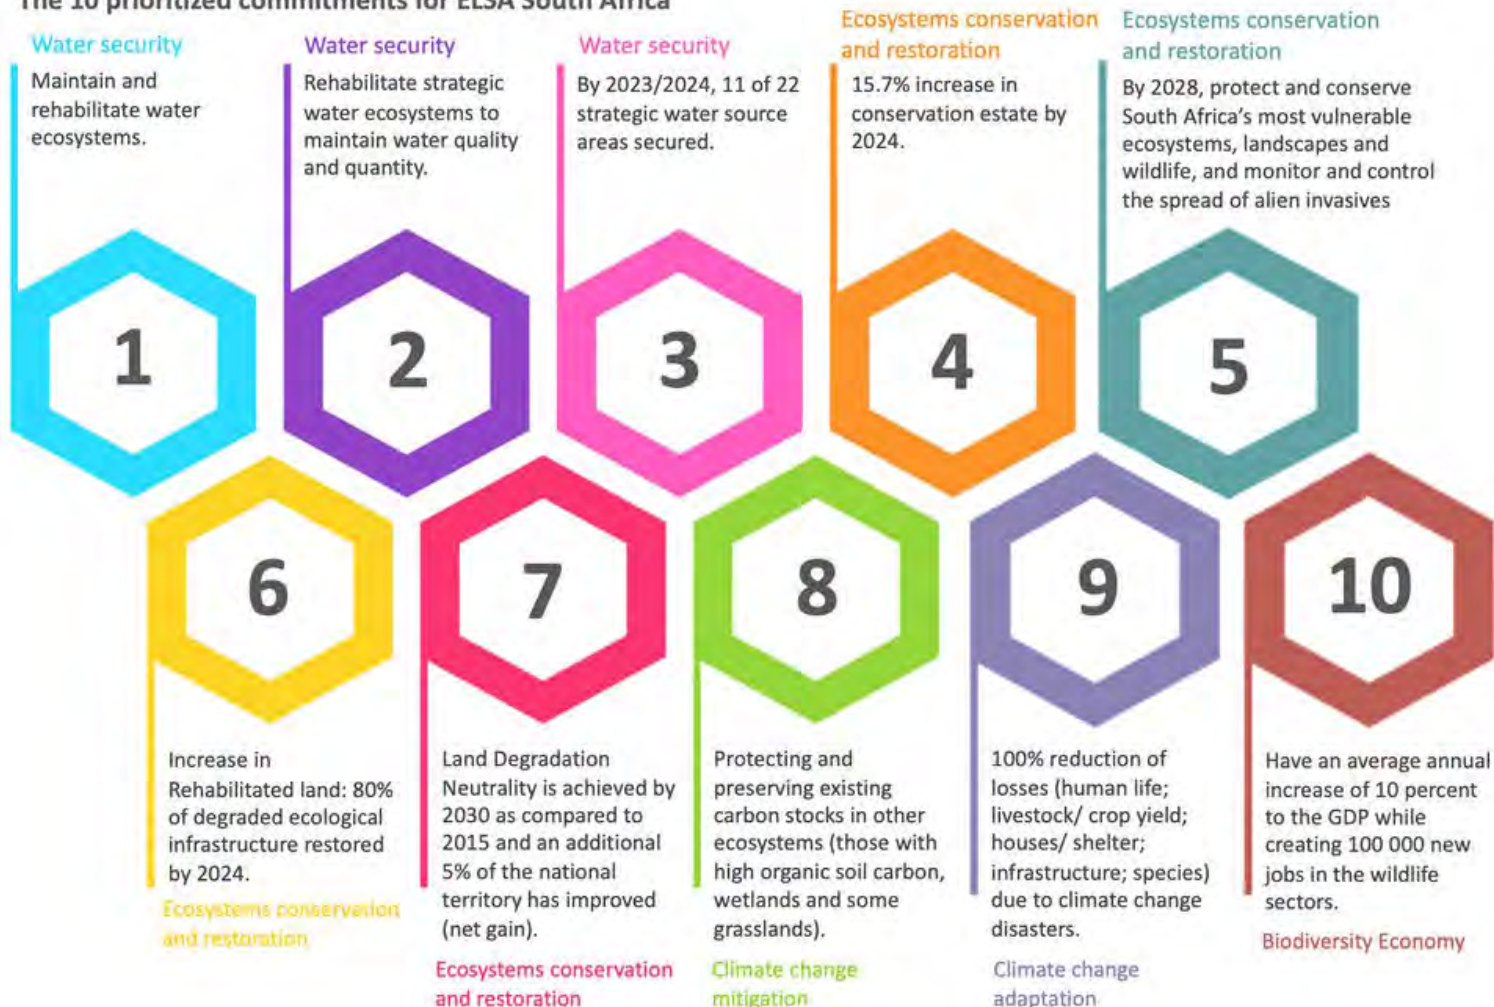 The 10 prioritized commitments for ELSA South Africa
Water security
Maintain and
rehabilitate water
ecosystems.
Water security
Rehabilitate strategic
water ecosystems to
maintain water quality
and quantity.
Water security
By 2023/2024, 11 of 22
strategic water source
areas secured.
Ecosystems conservation
and restoration
15.7% increase in
conservation estate by
2024.
Ecosystems conservation
and restoration
By 2028, protect and conserve
South Africa's most vulnerable
ecosystems, landscapes and
wildlife, and monitor and control
the spread of alien invasives
1
2
3
4
5
6
7
8
9
10
Increase in
Rehabilitated land: 80%
of degraded ecological
infrastructure restored
by 2024.
Ecosystems conservation
and restoration
Land Degradation
Neutrality is achieved by
2030 as compared to
2015 and an additional
5% of the national
territory has improved
(net gain).
Ecosystems conservation
and restoration
Protecting and
preserving existing
carbon stocks in other
ecosystems (those with
high organic soil carbon,
wetlands and some
grasslands).
Climate change
mitigation
100% reduction of
losses (human life;
livestock/ crop yield;
houses/ shelter;
infrastructure; species)
due to climate change
disasters.
Climate change
adaptation
Have an average annual
increase of 10 percent
to the GDP while
creating 100 000 new
jobs in the wildlife
sectors.
Biodiversity Economy